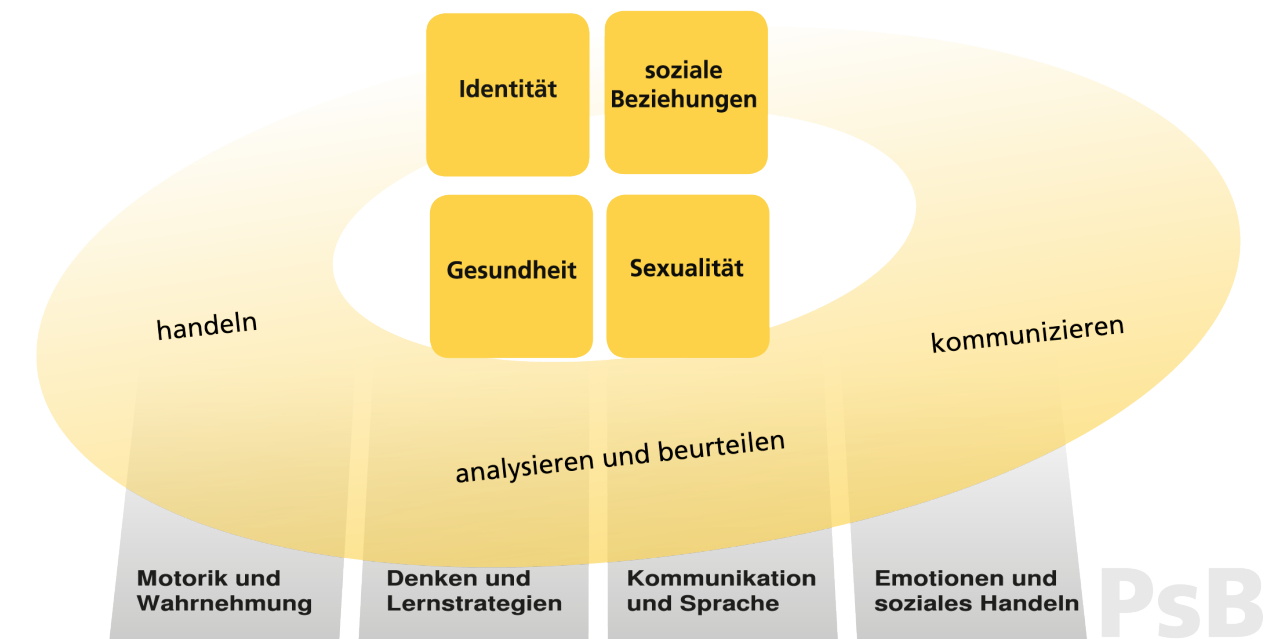 Identität
soziale
Beziehungen
Gesundheit
Sexualität
handeln
kommunizieren
analysieren und beurteilen
Motorik und
Wahrnehmung
Denken und
Lernstrategien
Kommunikation
und Sprache
Emotionen und
soziales Handeln
PsB